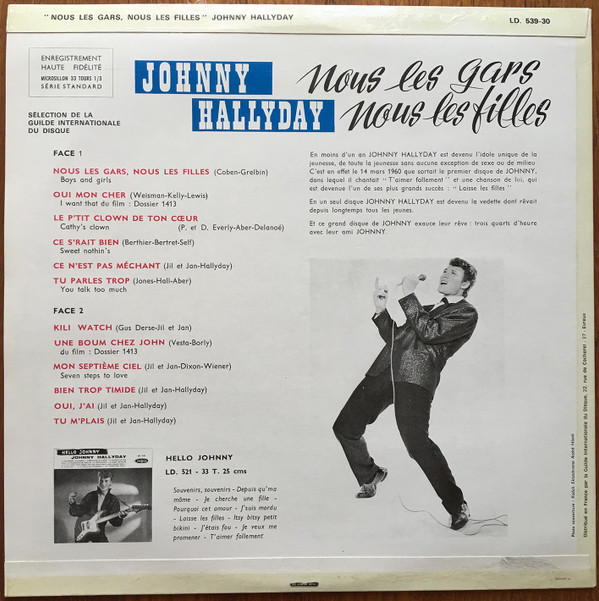 "NOUS LES GARS, NOUS LES FILLES" JOHNNY HALLYDAY
LD. 539-30
ENREGISTREMENT
HAUTE FIDÉLITÉ
MICROSILLON 33 TOURS 1/3
SÉRIE STANDARD
SÉLECTION DE LA
GUILDE INTERNATIONALE
DU DISQUE
JOHNNY
HALLYDAY
nous les gars
nous les filles
FACE 1
NOUS LES GARS, NOUS LES FILLES (Coben-Grelbin)
Boys and girls
OUI MON CHER (Weisman-Kelly-Lewis)
I want that du film : Dossier 1413
LE P'TIT CLOWN DE TON CŒUR
Cathy's clown (P. et D. Everly-Aber-Delanoé)
CE S'RAIT BIEN (Berthier-Bertret-Self)
Sweet nothin's
CE N'EST PAS MÉCHANT (Jil et Jan-Hallyday)
TU PARLES TROP (Jones-Hall-Aber)
You talk too much
FACE 2
KILI WATCH (Gus Derse-Jil et Jan)
UNE BOUM CHEZ JOHN (Vesta-Borly)
du film : Dossier 1413
MON SEPTIÈME CIEL (Jil et Jan-Dixon-Wiener)
Seven steps to love
BIEN TROP TIMIDE (Jil et Jan-Hallyday)
OUI, J'AI (Jil et Jan-Hallyday)
TU M'PLAIS (Jil et Jan-Hallyday)
En moins d'un an JOHNNY HALLYDAY est devenu l'idole unique de la
jeunesse, de toute la jeunesse sans aucune exception de sexe ou de milieu
C'est en effet le 14 mars 1960 que sortait le premier disque de JOHNNY,
dans lequel il chantait "T'aimer follement" et une chanson de lui, qui
est devenue l'un de ses plus grands succès : "Laisse les filles"
En un seul disque JOHNNY HALLYDAY est devenu la vedette dont rêvait
depuis longtemps tous les jeunes.
Et ce grand disque de JOHNNY exauce leur rêve : trois quarts d'heure
avec leur ami JOHNNY.
HELLO JOHNNY
JOHNNY HALLYDAY
HELLO JOHNNY
LD. 521 - 33 T. 25 cms
Souvenirs, souvenirs - Depuis qu'ma
môme - Je cherche une fille -
Pourquoi cet amour - J'suis mordu
- Laisse les filles - Itsy bitsy petit
bikini - J'étais fou - Je veux me
promener - T'aimer follement
Distribué en France par la Guilde Internationale du Disque, 22, rue de Cocherel : 27 - Évreux